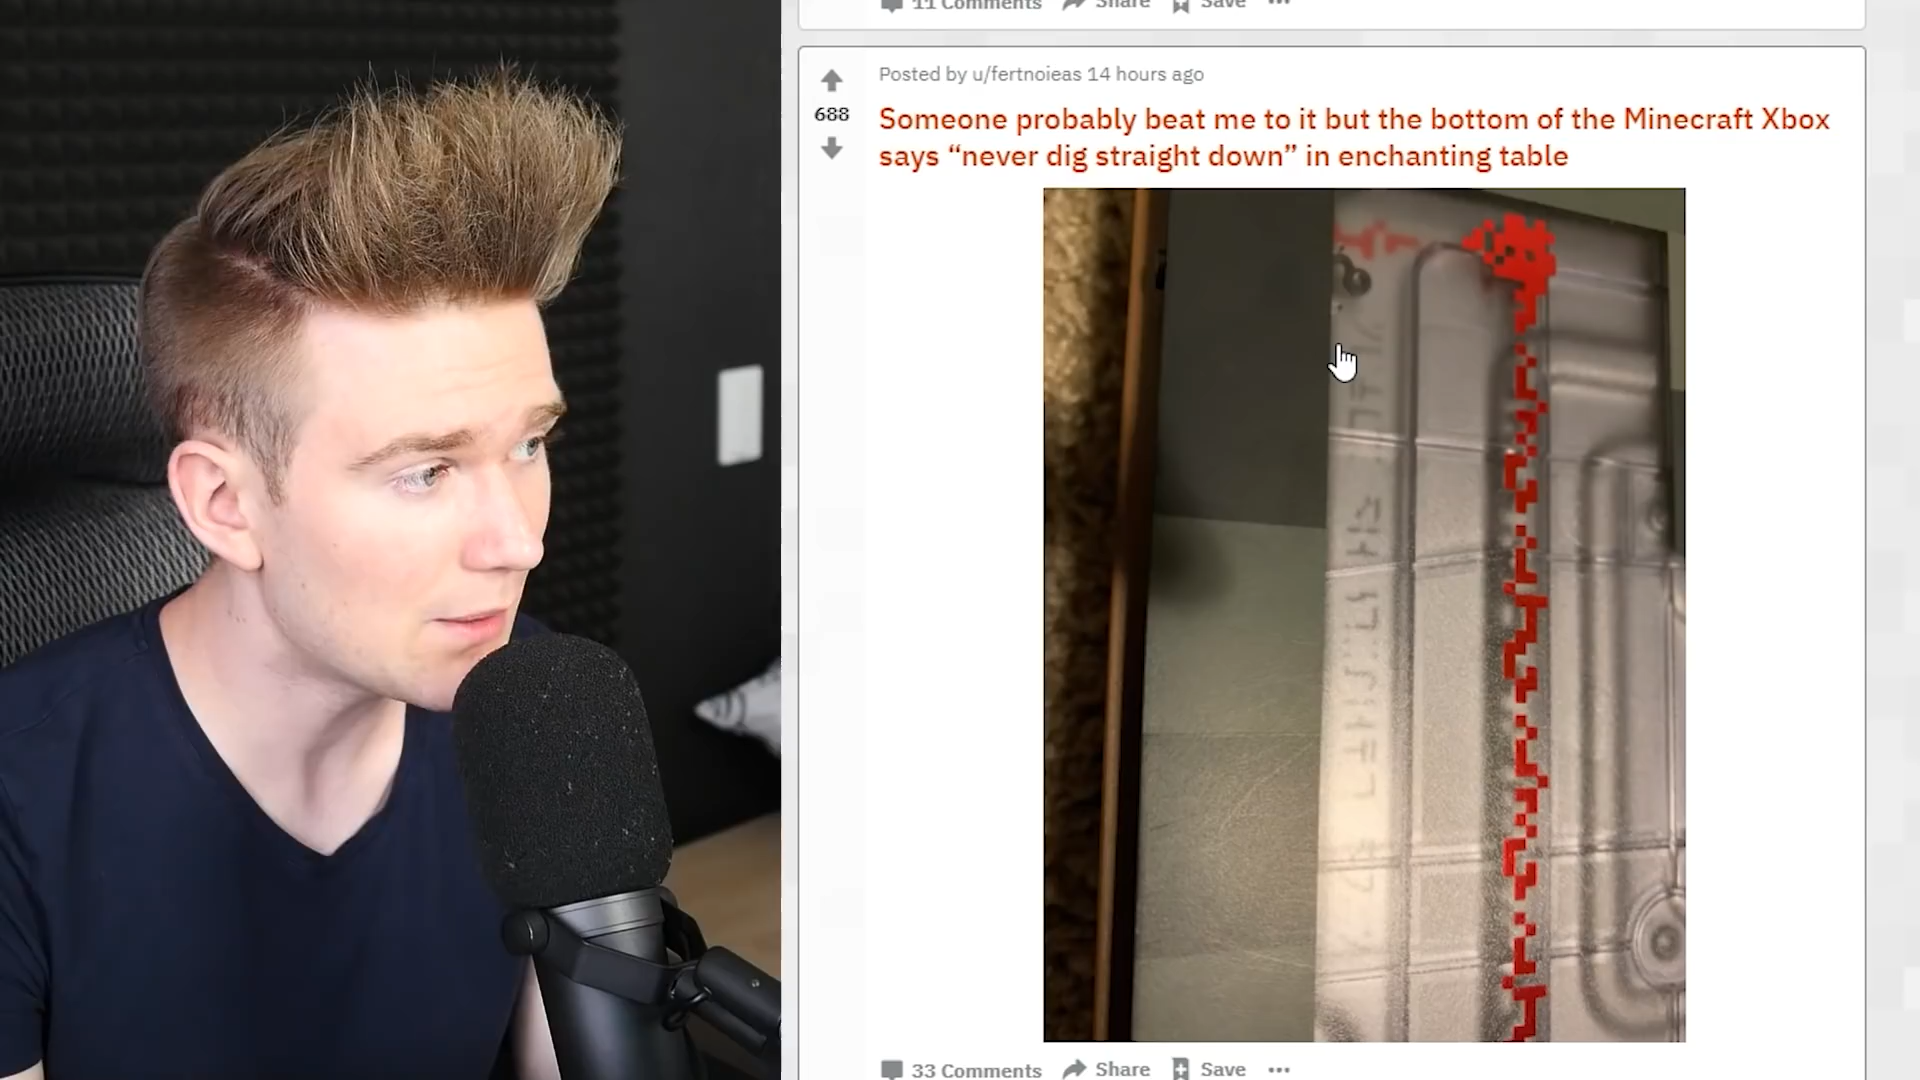 11 Comments Share Save
Posted by u/fertnoieas 14 hours ago
688
Someone probably beat me to it but the bottom of the Minecraft Xbox
says “never dig straight down” in enchanting table
33 Comments Share Save